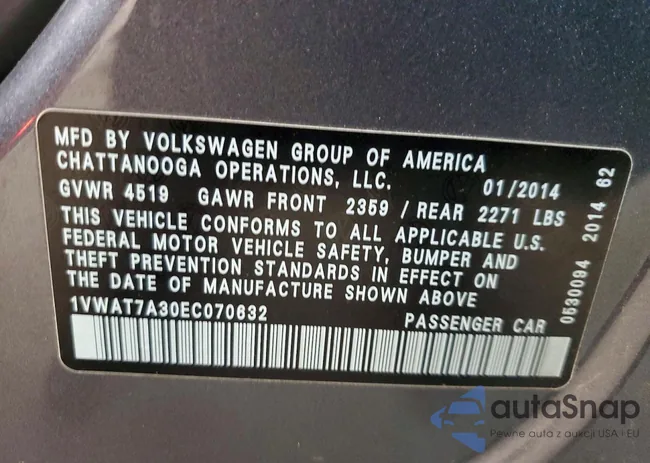 MFD BY VOLKSWAGEN GROUP OF AMERICA
CHATTANOOGA OPERATIONS, LLC.
01/2014
GVWR 4519 GAWR FRONT 2359 / REAR 2271 LBS
THIS VEHICLE CONFORMS TO ALL APPLICABLE U.S.
FEDERAL MOTOR VEHICLE SAFETY, BUMPER AND
THEFT PREVENTION STANDARDS IN EFFECT ON
THE DATE OF MANUFACTURE SHOWN ABOVE
1VWAT7A30EC070632 PASSENGER CAR
0530094 2014 62
autaSnap
Pewne auta z aukcji USA - EU